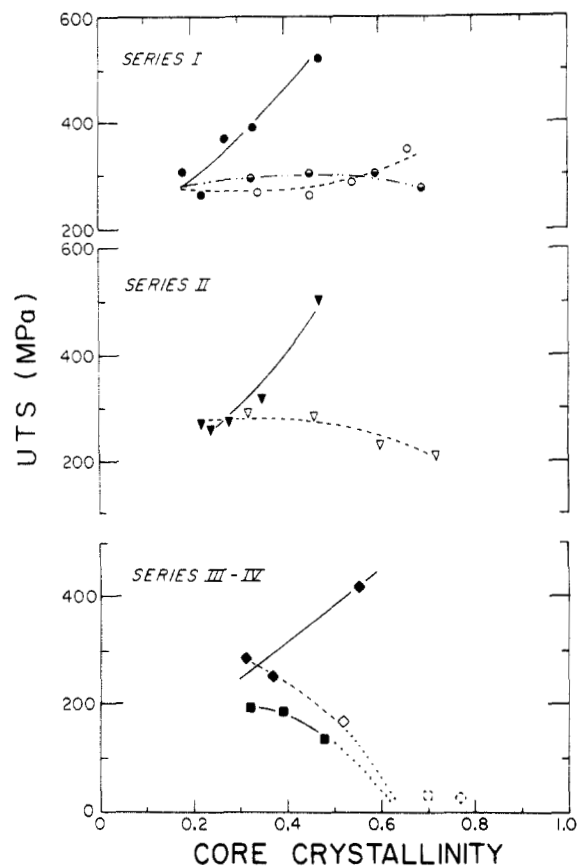 600
SERIES I
400
200
600
SERIES II
400
200
UTS (MPa)
SERIES III-IV
400
200
0
0 0.2 0.4 0.6 0.8 1.0
CORE CRYSTALLINITY